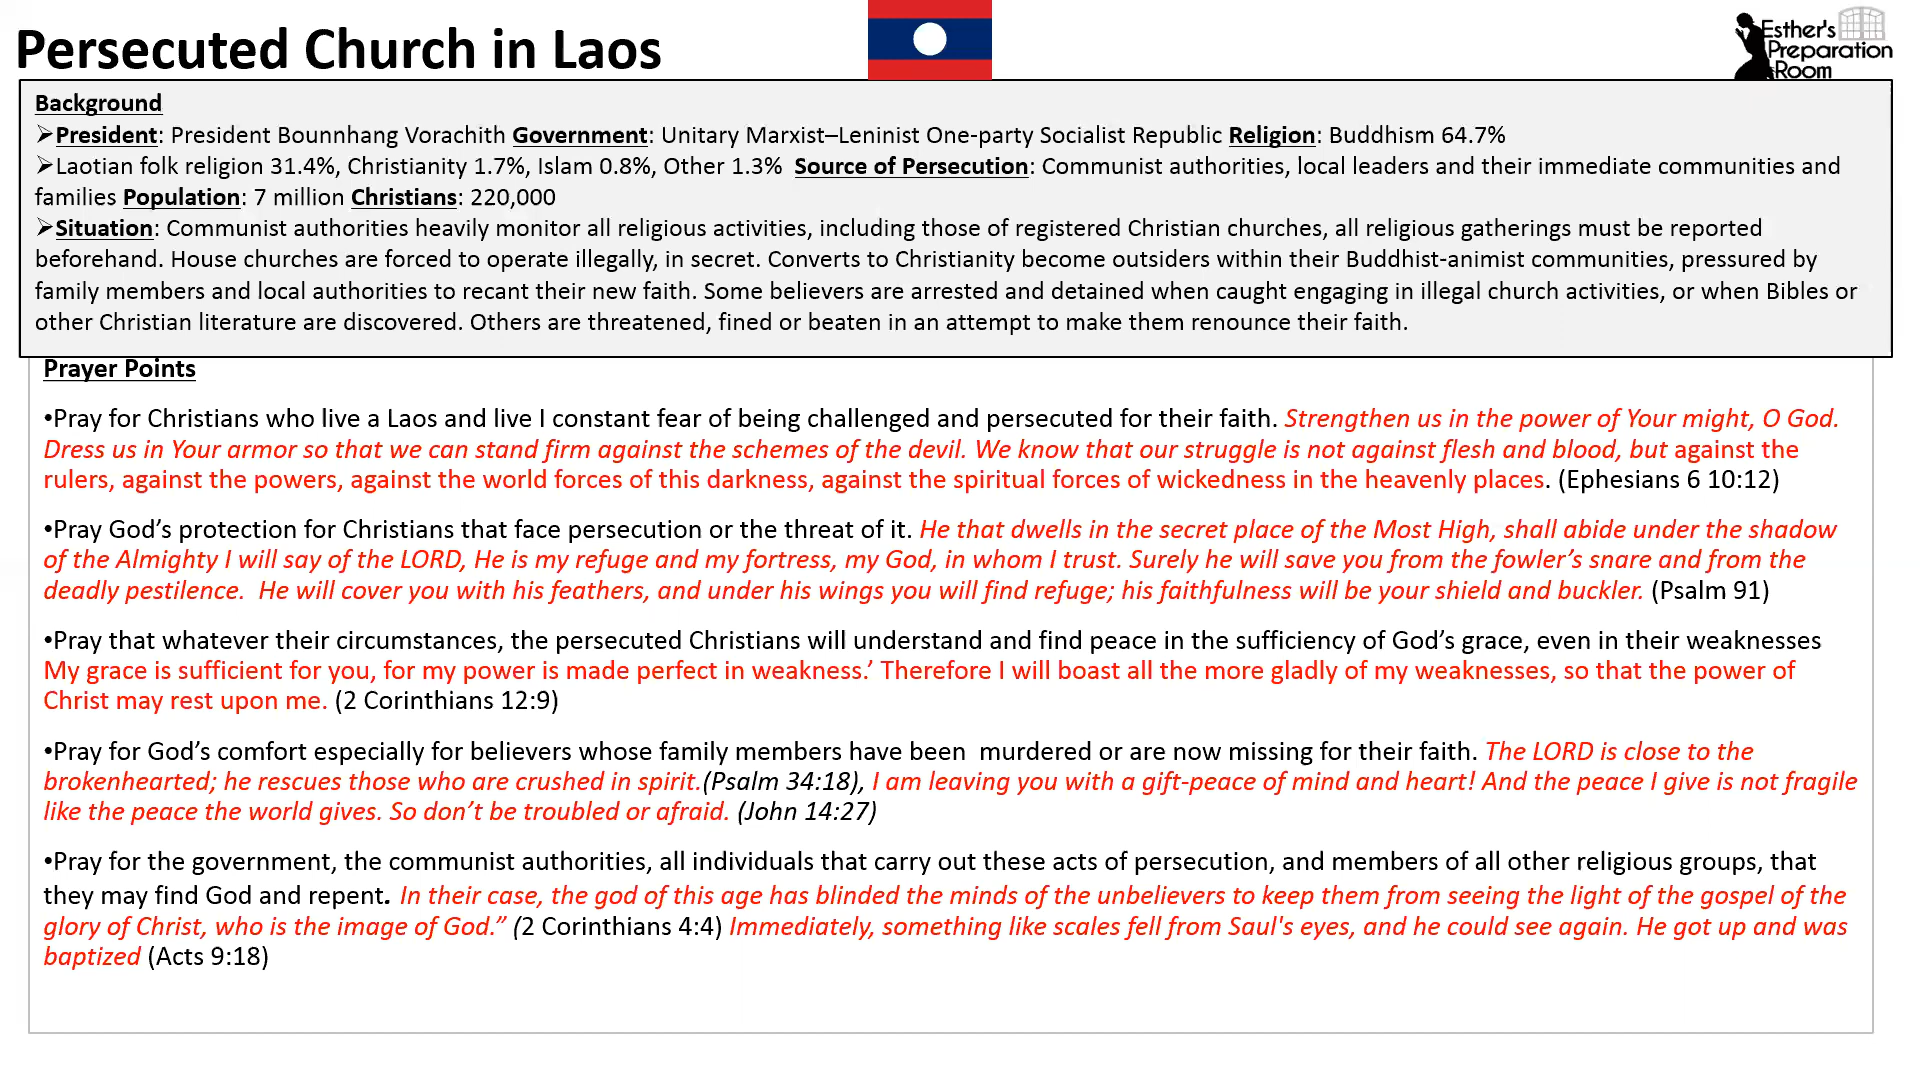 Persecuted Church in Laos
Esther's
Preparation
Room
Background
➢President: President Bounnhang Vorachith Government: Unitary Marxist–Leninist One-party Socialist Republic Religion: Buddhism 64.7%
➢Laotian folk religion 31.4%, Christianity 1.7%, Islam 0.8%, Other 1.3% Source of Persecution: Communist authorities, local leaders and their immediate communities and
families Population: 7 million Christians: 220,000
➢Situation: Communist authorities heavily monitor all religious activities, including those of registered Christian churches, all religious gatherings must be reported
beforehand. House churches are forced to operate illegally, in secret. Converts to Christianity become outsiders within their Buddhist-animist communities, pressured by
family members and local authorities to recant their new faith. Some believers are arrested and detained when caught engaging in illegal church activities, or when Bibles or
other Christian literature are discovered. Others are threatened, fined or beaten in an attempt to make them renounce their faith.
Prayer Points
•Pray for Christians who live a Laos and live I constant fear of being challenged and persecuted for their faith. Strengthen us in the power of Your might, O God.
Dress us in Your armor so that we can stand firm against the schemes of the devil. We know that our struggle is not against flesh and blood, but against the
rulers, against the powers, against the world forces of this darkness, against the spiritual forces of wickedness in the heavenly places. (Ephesians 6 10:12)
•Pray God’s protection for Christians that face persecution or the threat of it. He that dwells in the secret place of the Most High, shall abide under the shadow
of the Almighty I will say of the LORD, He is my refuge and my fortress, my God, in whom I trust. Surely he will save you from the fowler’s snare and from the
deadly pestilence. He will cover you with his feathers, and under his wings you will find refuge; his faithfulness will be your shield and buckler. (Psalm 91)
•Pray that whatever their circumstances, the persecuted Christians will understand and find peace in the sufficiency of God’s grace, even in their weaknesses
My grace is sufficient for you, for my power is made perfect in weakness.’ Therefore I will boast all the more gladly of my weaknesses, so that the power of
Christ may rest upon me. (2 Corinthians 12:9)
•Pray for God’s comfort especially for believers whose family members have been murdered or are now missing for their faith. The LORD is close to the
brokenhearted; he rescues those who are crushed in spirit.(Psalm 34:18), I am leaving you with a gift-peace of mind and heart! And the peace I give is not fragile
like the peace the world gives. So don’t be troubled or afraid. (John 14:27)
•Pray for the government, the communist authorities, all individuals that carry out these acts of persecution, and members of all other religious groups, that
they may find God and repent. In their case, the god of this age has blinded the minds of the unbelievers to keep them from seeing the light of the gospel of the
glory of Christ, who is the image of God.” (2 Corinthians 4:4) Immediately, something like scales fell from Saul's eyes, and he could see again. He got up and was
baptized (Acts 9:18)